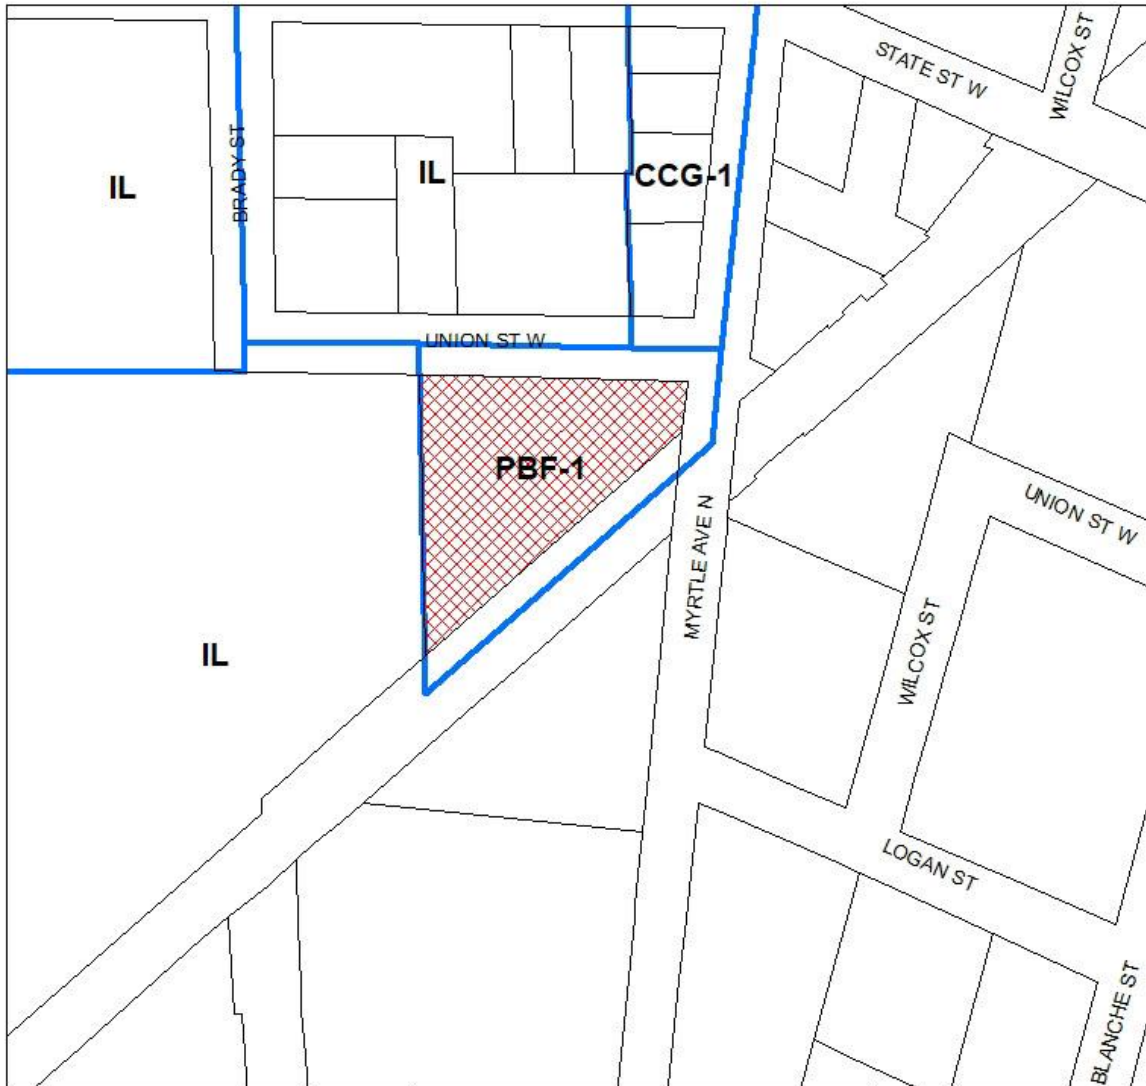 STATE ST W
WILCOX ST
BRADY ST
IL
IL
CCG-1
UNION ST W
PBF-1
UNION ST W
MYRTLE AVE N
WILCOX ST
IL
LOGAN ST
BLANCHE ST